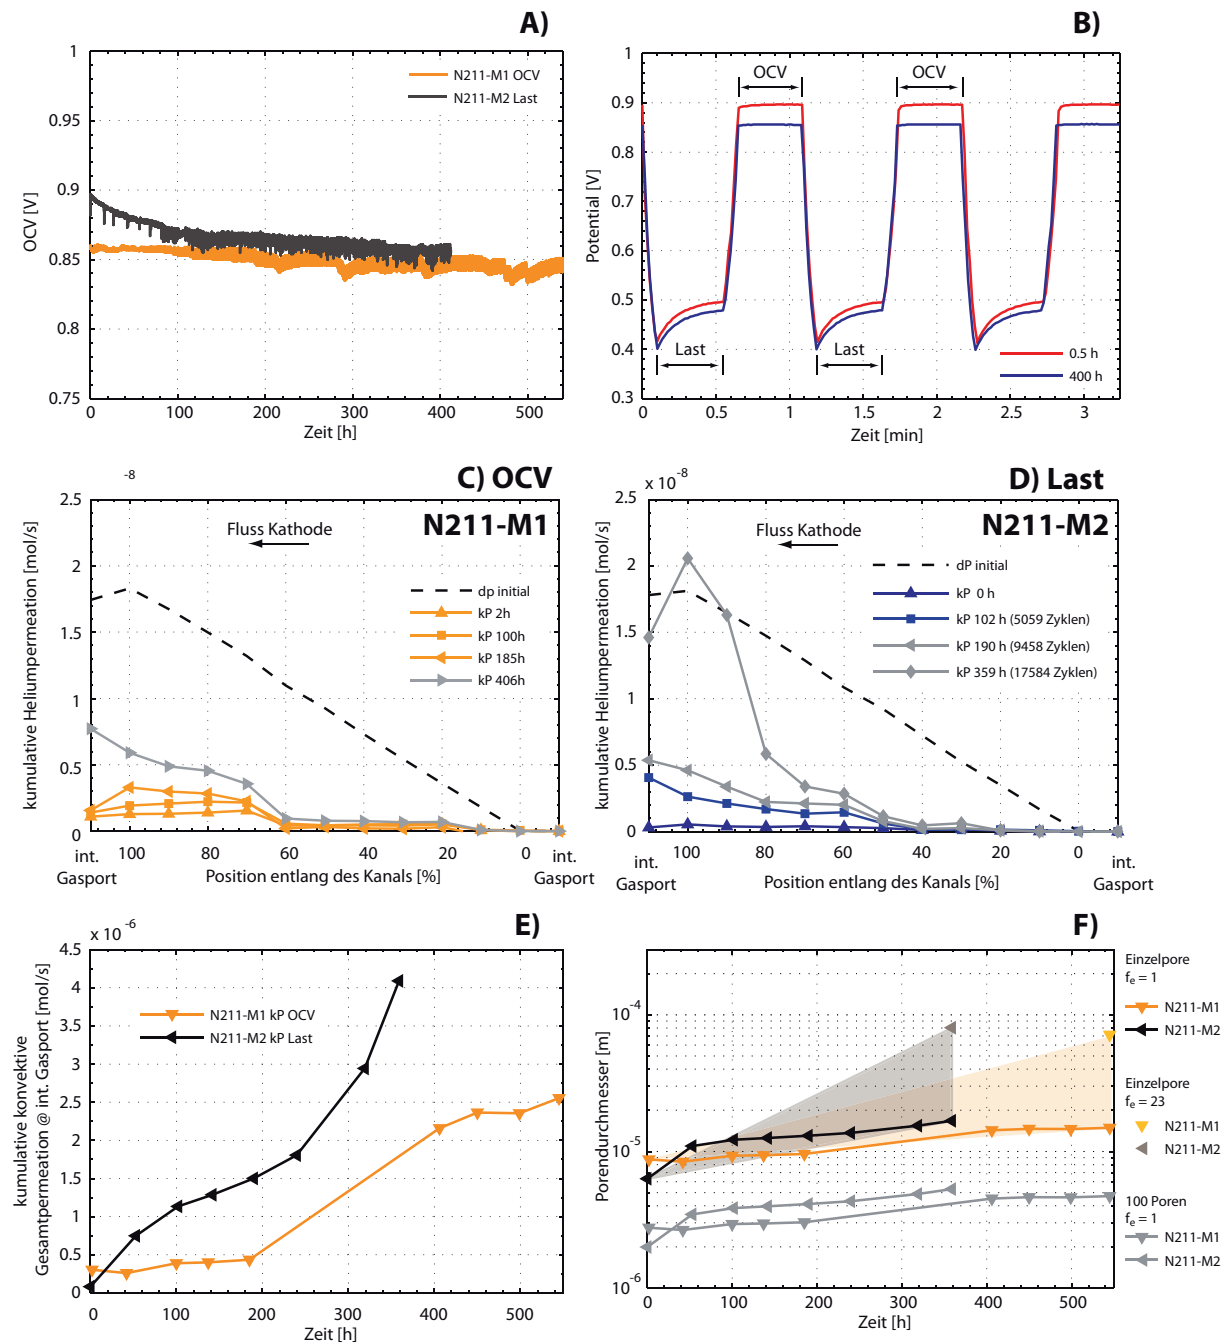 A)
1
0.95
0.9
0.85
0.8
0.75
OCV [V]
N211-M1 OCV
N211-M2 Last
0
100
200
300
400
500
Zeit [h]
B)
1
0.9
0.8
0.7
0.6
0.5
0.4
0.3
Potential [V]
OCV
OCV
Last
Last
0.5 h
400 h
0
0.5
1
1.5
2
2.5
3
Zeit [min]
-8
C) OCV
N211-M1
2.5
2
1.5
1
0.5
0
kumulative Heliumpermeation [mol/s]
Fluss Kathode
dp initial
kP 2h
kP 100h
kP 185h
kP 406h
int.
Gasport
100
80
60
40
20
0
int.
Gasport
Position entlang des Kanals [%]
x 10 -8
D) Last
N211-M2
2.5
2
1.5
1
0.5
0
kumulative Heliumpermeation [mol/s]
Fluss Kathode
dP initial
kP 0 h
kP 102 h (5059 Zyklen)
kP 190 h (9458 Zyklen)
kP 359 h (17584 Zyklen)
int.
Gasport
100
80
60
40
20
0
int.
Gasport
Position entlang des Kanals [%]
x 10 -6
E)
4.5
4
3.5
3
2.5
2
1.5
1
0.5
0
kumulative konvektive
Gesamtpermeation @ int. Gasport [mol/s]
N211-M1 kP OCV
N211-M2 kP Last
0
100
200
300
400
500
Zeit [h]
F)
10-4
10-5
10-6
Porendurchmesser [m]
0
100
200
300
400
500
Zeit [h]
Einzelpore
fe = 1
N211-M1
N211-M2
Einzelpore
fe = 23
N211-M1
N211-M2
100 Poren
fe = 1
N211-M1
N211-M2